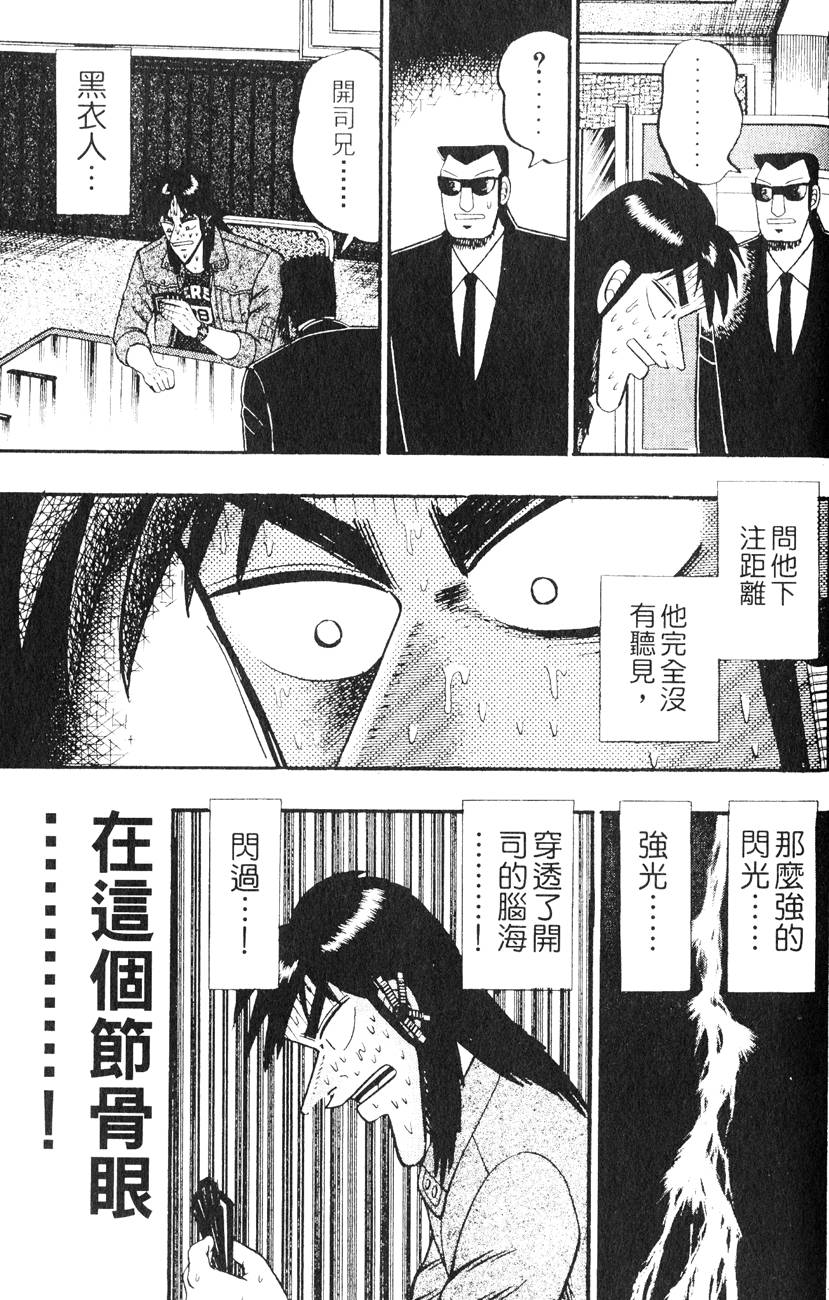 ………
？………
開司兄……
黑衣人…
問他下
注距離
他完全沒
有聽見，
那麼強的
閃光……
強光……
穿透了開
司的腦海
………！
閃過…！
在這個節骨眼
………………！